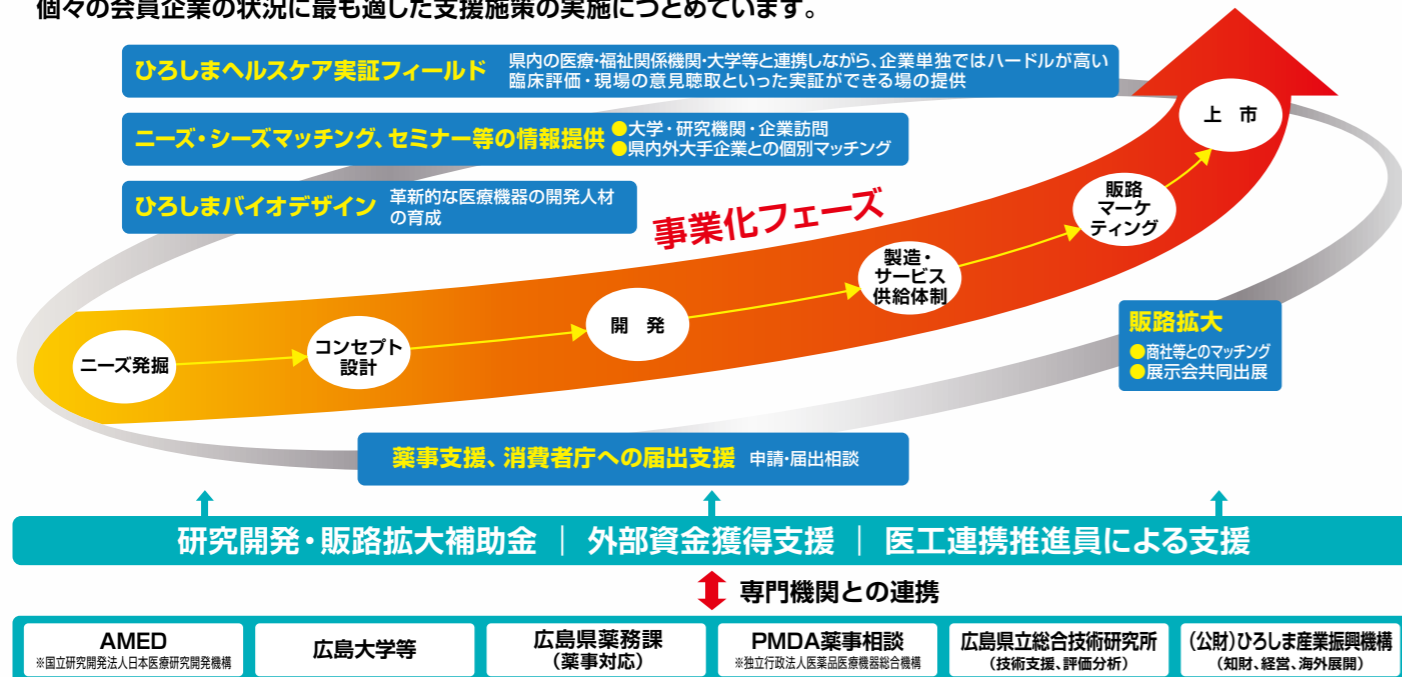 個々の会員企業の状況に最も適した支援施策の実施につとめています。
ひろしまヘルスケア実証フィールド
県内の医療・福祉関係機関・大学等と連携しながら、企業単独ではハードルが高い
臨床評価・現場の意見聴取といった実証ができる場の提供
ニーズ・シーズマッチング、セミナー等の情報提供
●大学・研究機関・企業訪問
●県内外大手企業との個別マッチング
ひろしまバイオデザイン
革新的な医療機器の開発人材
の育成
事業化フェーズ
ニーズ発掘
コンセプト
設計
開 発
製造・
サービス
供給体制
販路
マーケ
ティング
上 市
販路拡大
●商社等とのマッチング
●展示会共同出展
薬事支援、消費者庁への届出支援 申請・届出相談
研究開発・販路拡大補助金 | 外部資金獲得支援 | 医工連携推進員による支援
専門機関との連携
AMED
※国立研究開発法人日本医療研究開発機構
広島大学等
広島県薬務課
(薬事対応)
PMDA薬事相談
※独立行政法人医薬品医療機器総合機構
広島県立総合技術研究所
(技術支援、評価分析)
(公財)ひろしま産業振興機構
(知財、経営、海外展開)